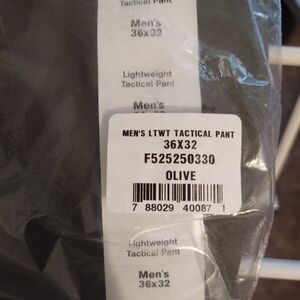 Tactical Pant
Men's
36x32
Lightweight
Tactical Pant
Men's
MEN'S LTWT TACTICAL PANT
36X32
F525250330
OLIVE
7 88029 40087 1
Lightweight
Tactical Pant
Men's
36x32